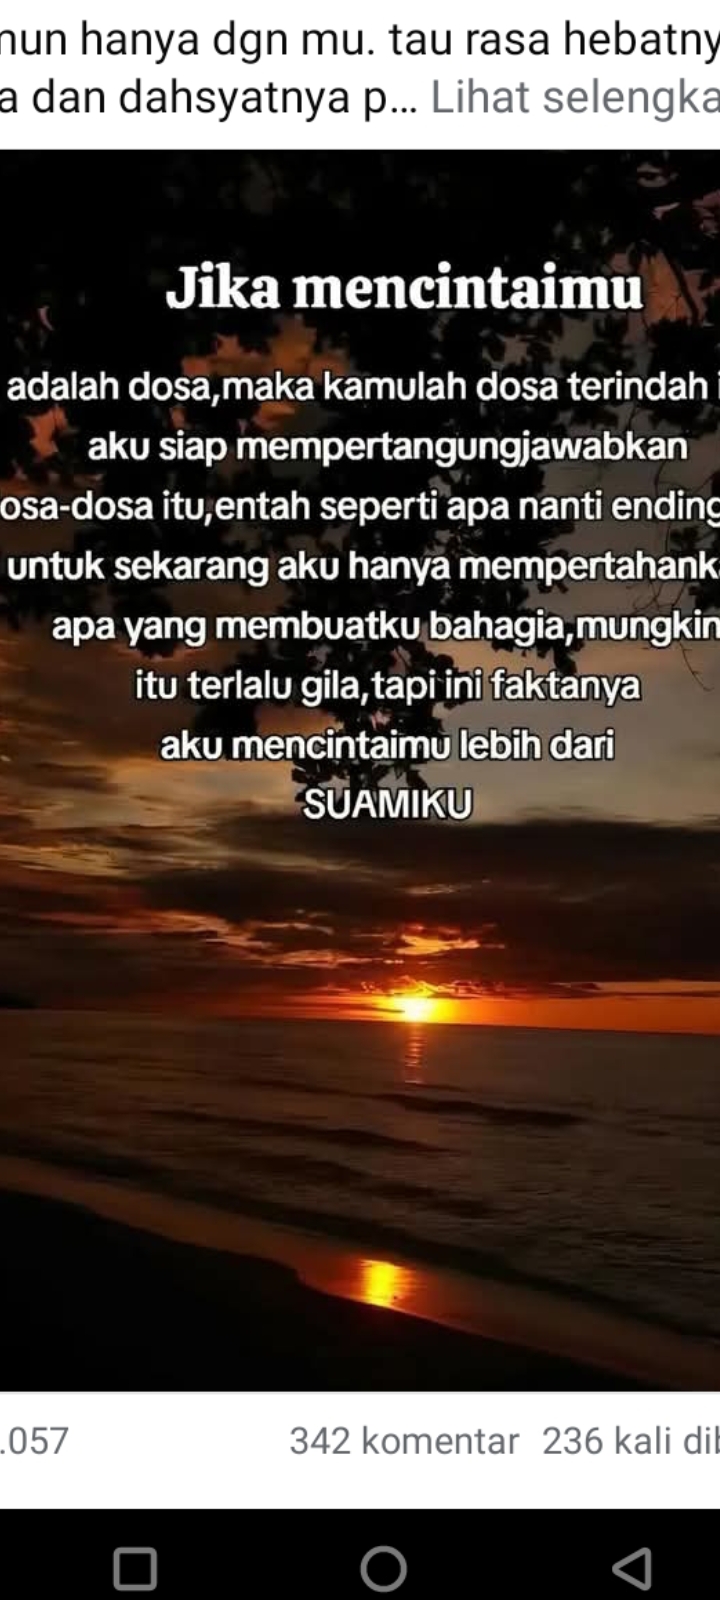 mun hanya dgn mu. tau rasa hebatny
a dan dahsyatnya p... Lihat selengka
Jika mencintaimu
adalah dosa,maka kamulah dosa terindah i
aku siap mempertangungjawabkan
osa-dosa itu,entah seperti apa nanti ending
untuk sekarang aku hanya mempertahank
apa yang membuatku bahagia,mungkin
itu terlalu gila,tapi ini faktanya
aku mencintaimu lebih dari
SUAMIKU
.057 342 komentar 236 kali dib